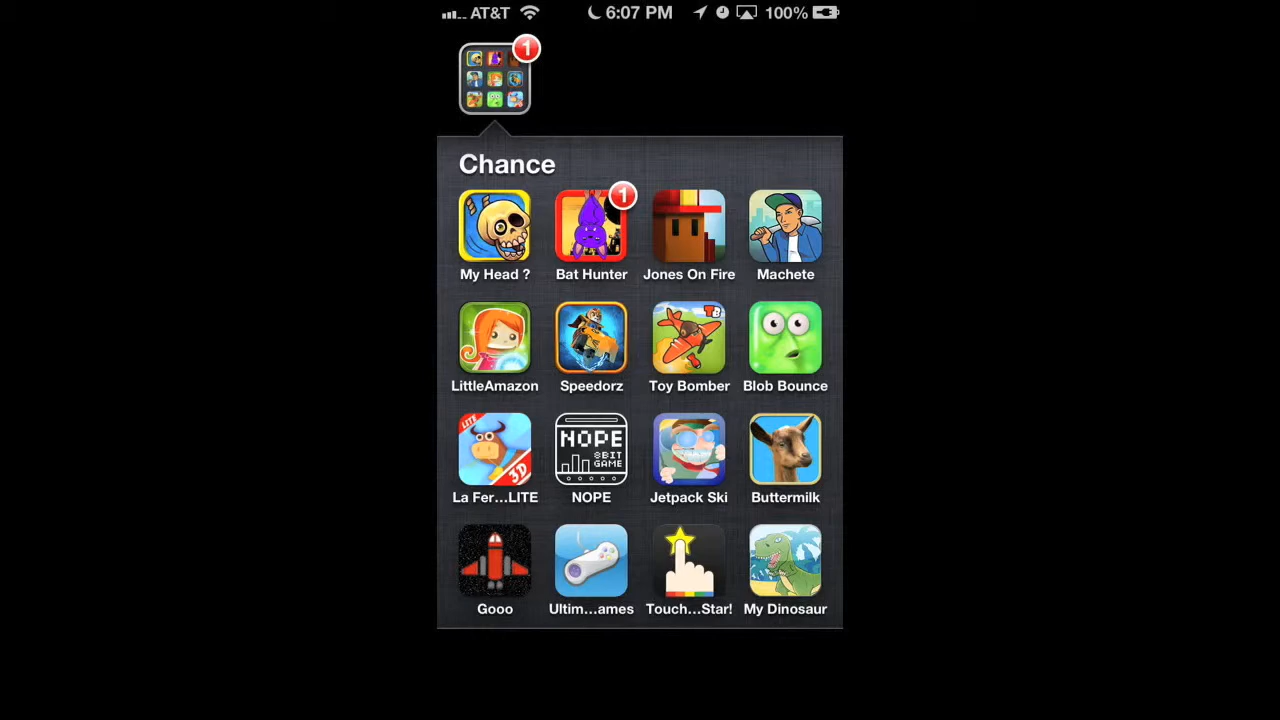 AT&T 6:07 PM 100%
1
Chance
1
My Head ? Bat Hunter Jones On Fire Machete
TB
LittleAmazon Speedorz Toy Bomber Blob Bounce
LITE
3D
NOPE
8BIT
GAME
La Fer...LITE NOPE Jetpack Ski Buttermilk
Gooo Ultim...ames Touch...Star! My Dinosaur